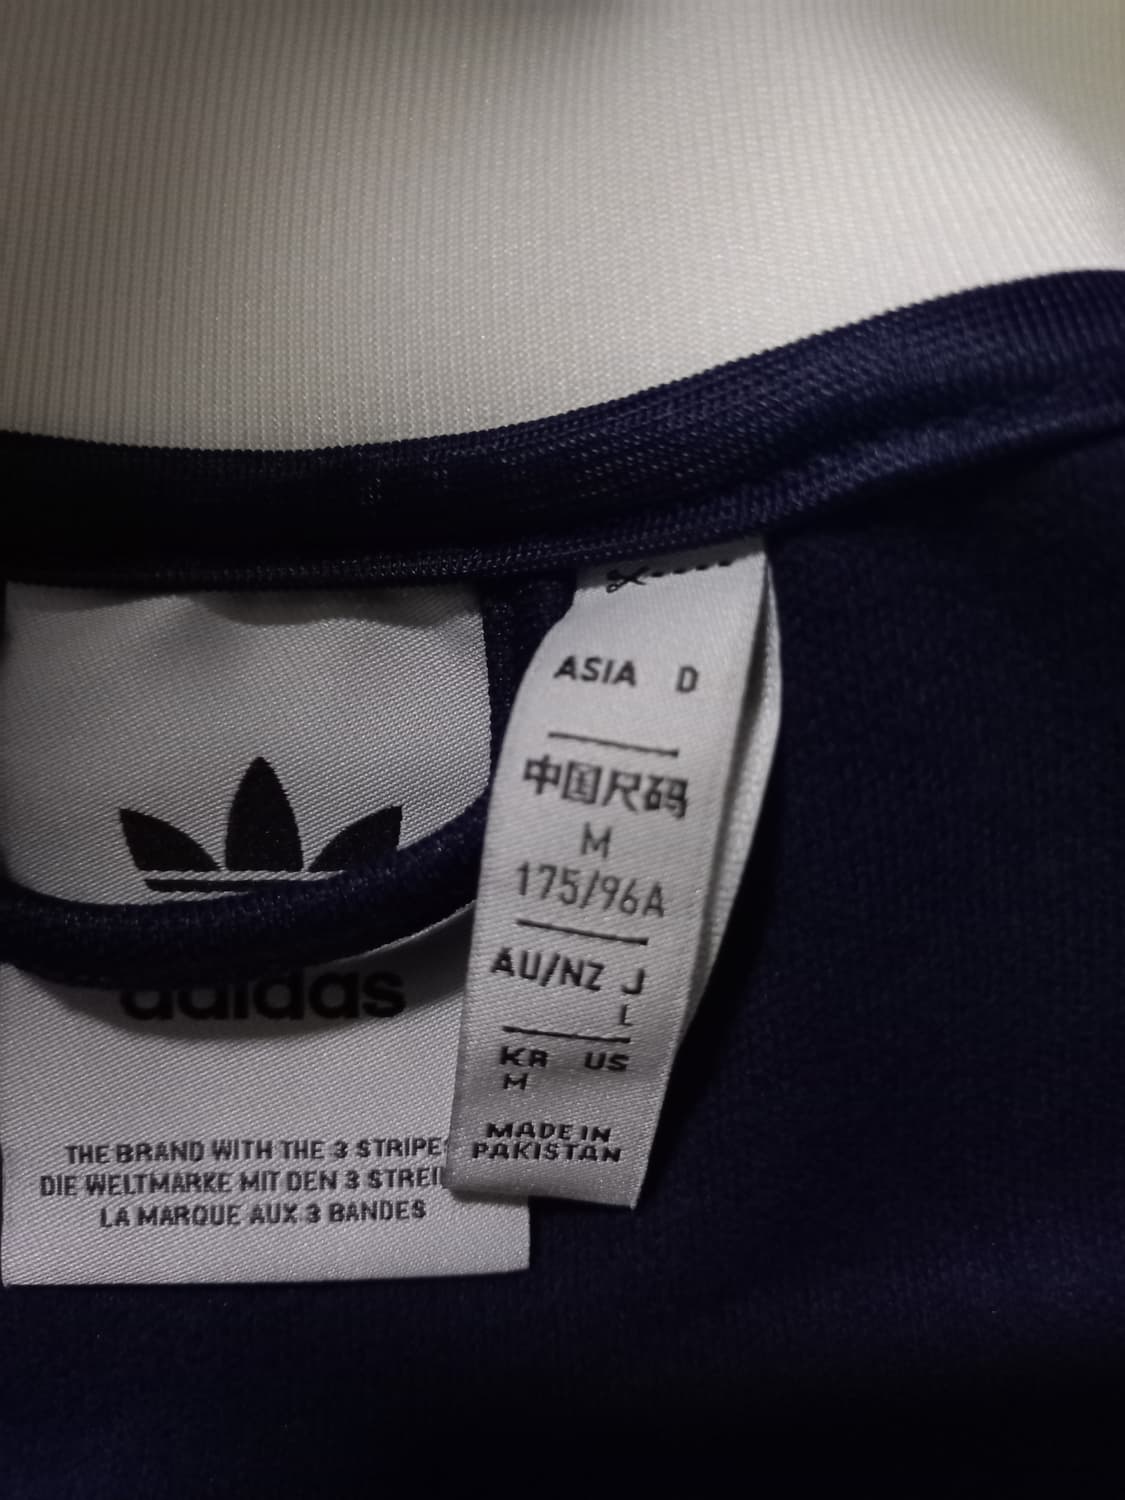 adidas
THE BRAND WITH THE 3 STRIPES
DIE WELTMARKE MIT DEN 3
LA MARQUE AUX 3 BANDES
ASIA D
中国尺码
M
175/96A
AU/NZ J
L
KR US
M
MADE IN
PAKISTAN